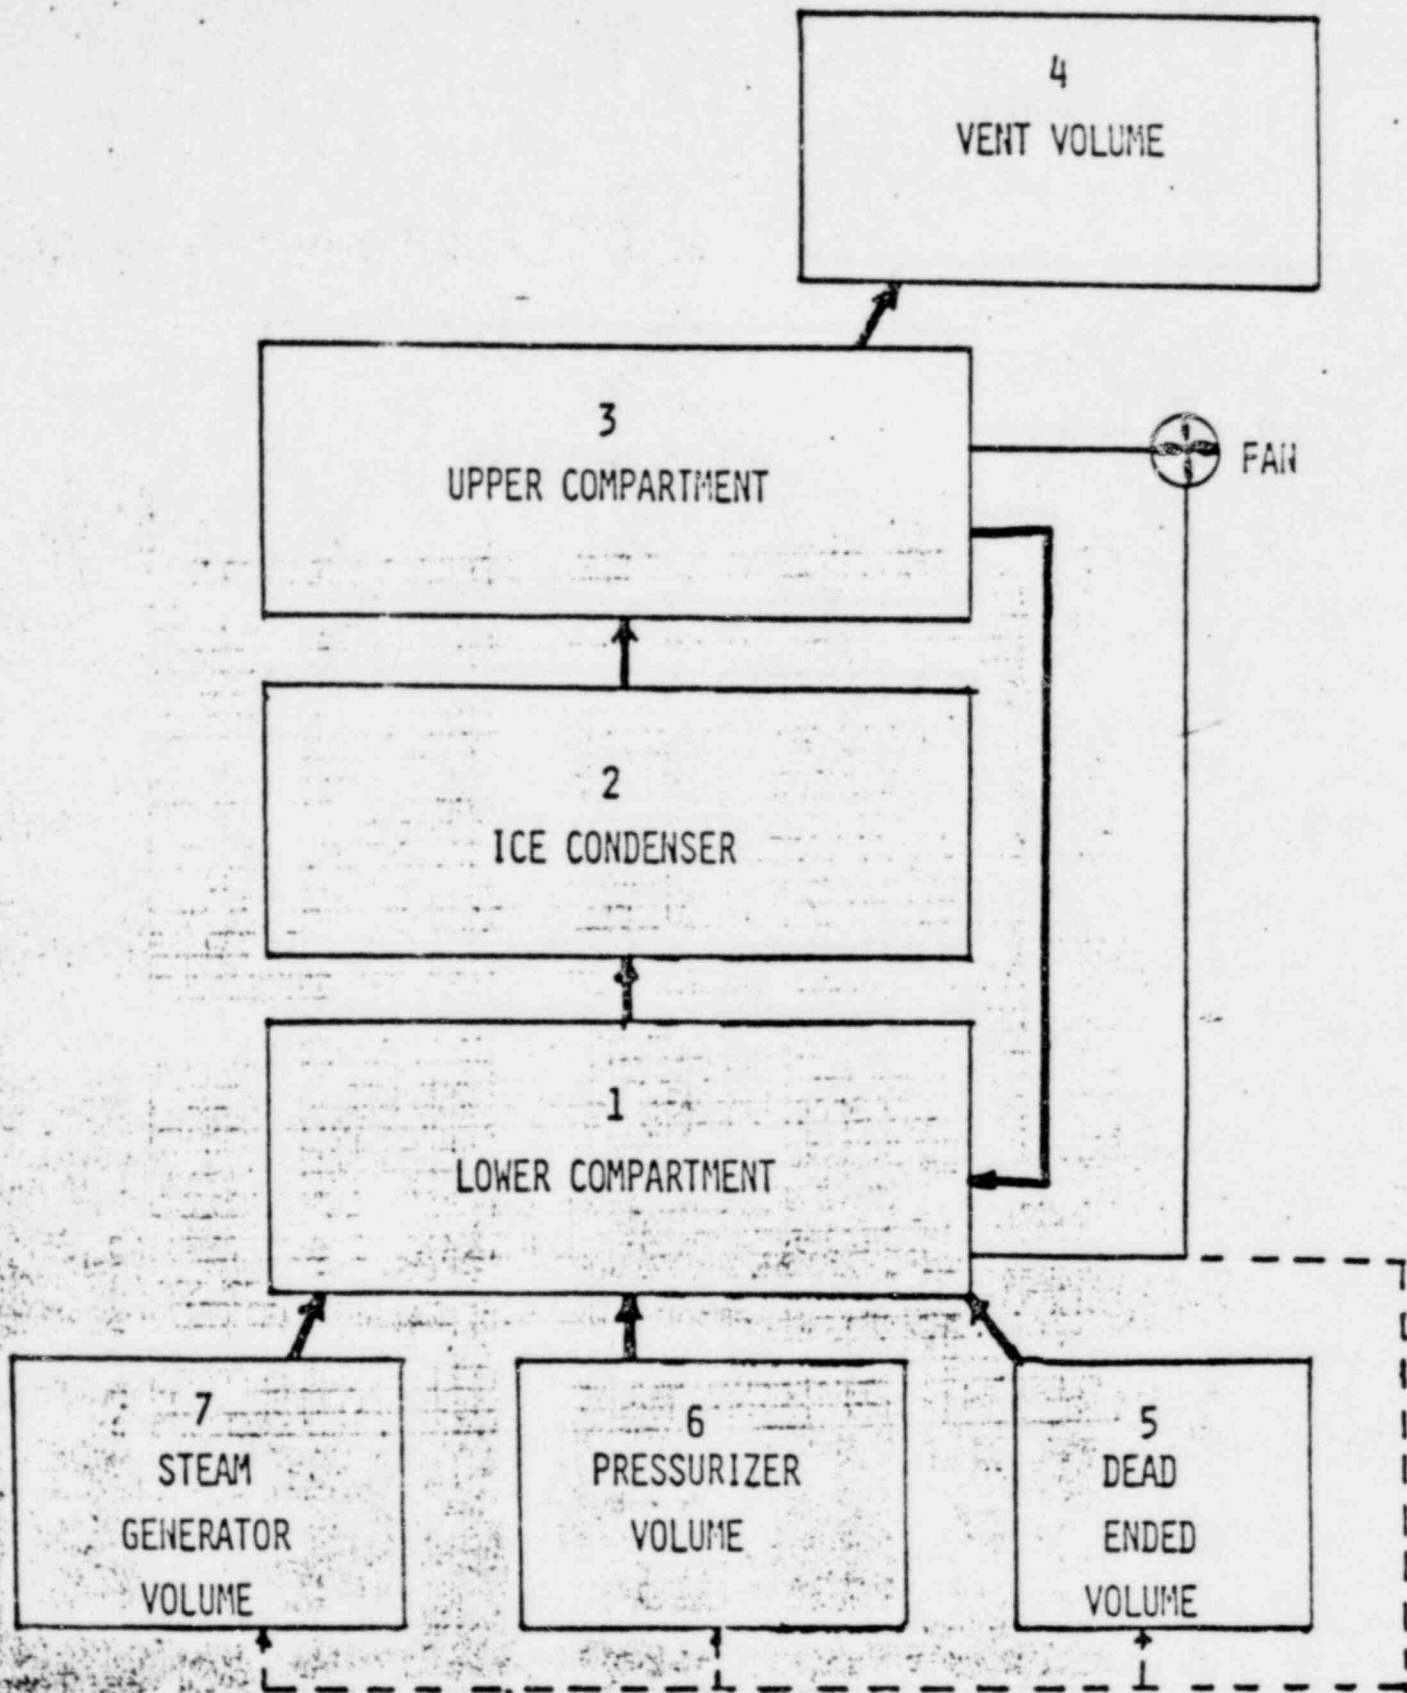 4
VENT VOLUME
3
UPPER COMPARTMENT
FAN
2
ICE CONDENSER
1
LOWER COMPARTMENT
7
STEAM
GENERATOR
VOLUME
6
PRESSURIZER
VOLUME
5
DEAD
ENDED
VOLUME